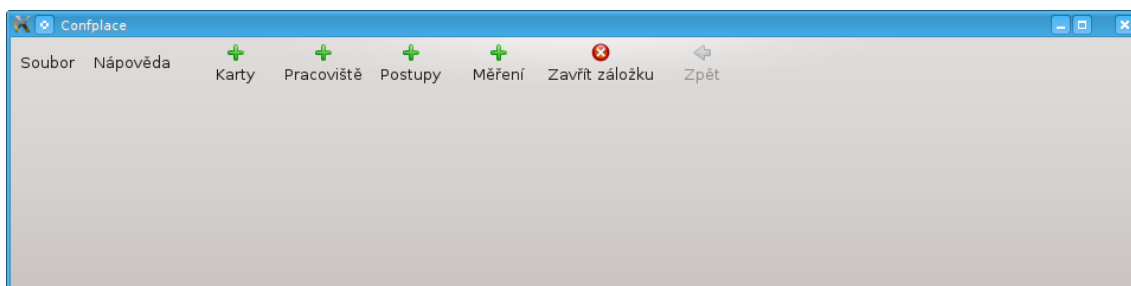 Confplace
Soubor Nápověda Karty Pracoviště Postupy Měření Zavřít záložku Zpět